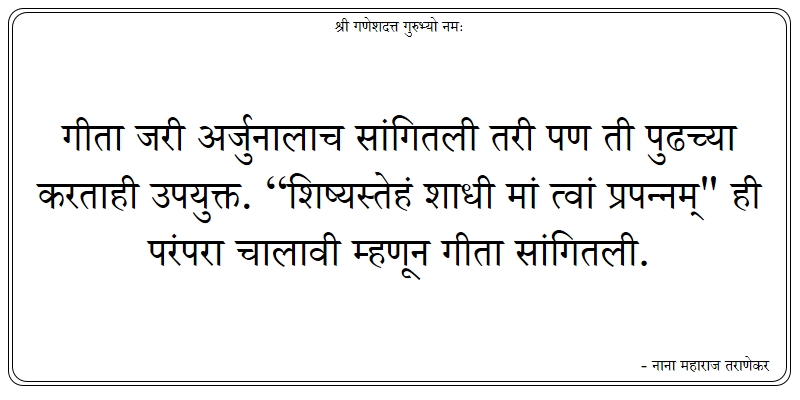 श्री गणेशदत्त गुरुभ्यो नमः
गीता जरी अर्जुनालाच सांगितली तरी पण ती पुढच्या
करताही उपयुक्त. “शिष्यस्तेहं शाधी मां त्वां प्रपन्नम्" ही
परंपरा चालावी म्हणून गीता सांगितली.
- नाना महाराज तराणेकर